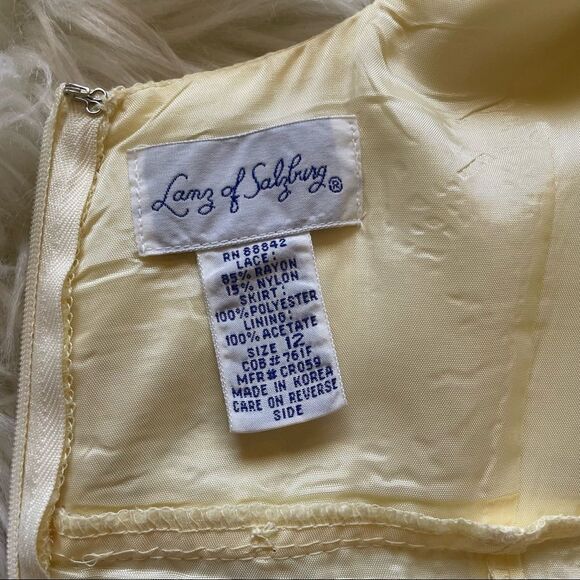 Lanz of Salzburg®
RN 88842
LACE:
85% RAYON
15% NYLON
SKIRT:
100% POLYESTER
LINING:
100% ACETATE
SIZE 12
COB# 761F
MFR# CR059
MADE IN KOREA
CARE ON REVERSE
SIDE